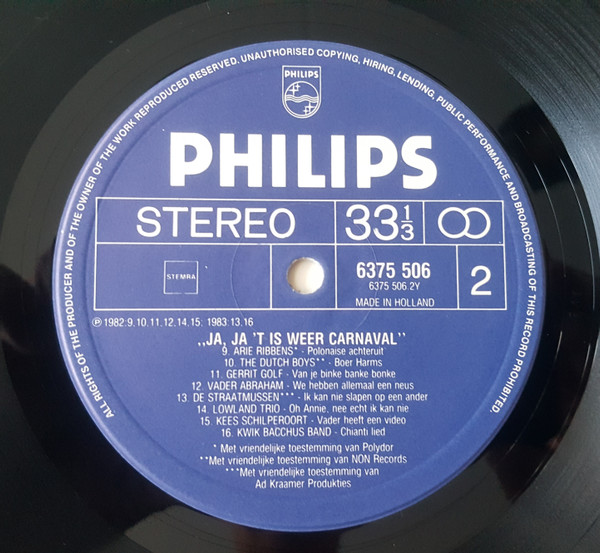 ALL RIGHTS OF THE PRODUCER AND OF THE OWNER OF THE WORK REPRODUCED RESERVED. UNAUTHORISED COPYING, HIRING, LENDING, PUBLIC PERFORMANCE AND BROADCASTING OF THIS RECORD PROHIBITED.
PHILIPS
PHILIPS
STEREO
33 1/3
STEMRA
6375 506
6375 506.2Y
MADE IN HOLLAND
2
Ⓟ 1982:9.10.11.12.14.15: 1983:13.16
„JA, JA 'T IS WEER CARNAVAL"
9. ARIE RIBBENS* - Polonaise achteruit
10. THE DUTCH BOYS** - Boer Harms
11. GERRIT GOLF - Van je binke banke bonke
12. VADER ABRAHAM - We hebben allemaal een neus
13. DE STRAATMUSSEN*** - Ik kan niet slapen op een ander
14. LOWLAND TRIO - Oh Annie, nee echt ik kan nie
15. KEES SCHILPEROORT - Vader heeft een video
16. KWIK BACCHUS BAND - Chianti lied
* Met vriendelijke toestemming van Polydor
**Met vriendelijke toestemming van NON Records
***Met vriendelijke toestemming van
Ad Kraamer Produkties